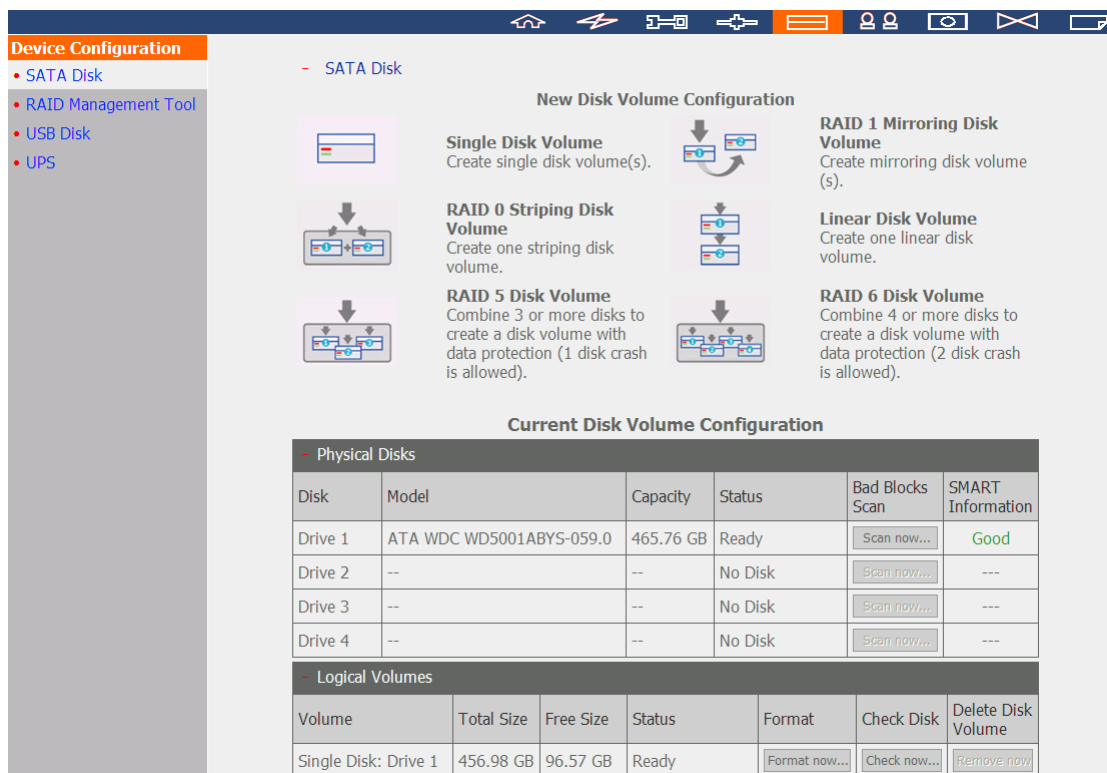 Device Configuration
• SATA Disk
• RAID Management Tool
• USB Disk
• UPS
– SATA Disk
New Disk Volume Configuration
Single Disk Volume
Create single disk volume(s).
RAID 1 Mirroring Disk
Volume
Create mirroring disk volume
(s).
RAID 0 Striping Disk
Volume
Create one striping disk
volume.
Linear Disk Volume
Create one linear disk
volume.
RAID 5 Disk Volume
Combine 3 or more disks to
create a disk volume with
data protection (1 disk crash
is allowed).
RAID 6 Disk Volume
Combine 4 or more disks to
create a disk volume with
data protection (2 disk crash
is allowed).
Current Disk Volume Configuration
– Physical Disks
Disk Model Capacity Status Bad Blocks Scan SMART Information
Drive 1 ATA WDC WD5001ABYS-059.0 465.76 GB Ready Scan now... Good
Drive 2 -- -- No Disk Scan now... ---
Drive 3 -- -- No Disk Scan now... ---
Drive 4 -- -- No Disk Scan now... ---
– Logical Volumes
Volume Total Size Free Size Status Format Check Disk Delete Disk Volume
Single Disk: Drive 1 456.98 GB 96.57 GB Ready Format now... Check now... Remove now